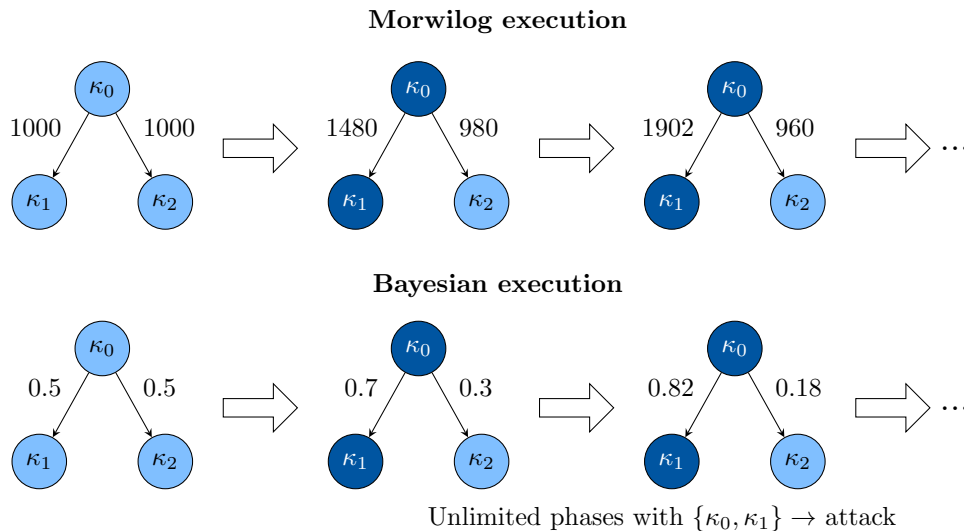 Morwilog execution
κ0 κ0 κ0
1000 1000 1480 980 1902 960
...
κ1 κ2 κ1 κ2 κ1 κ2
Bayesian execution
κ0 κ0 κ0
0.5 0.5 0.7 0.3 0.82 0.18
...
κ1 κ2 κ1 κ2 κ1 κ2
Unlimited phases with {κ0, κ1} → attack